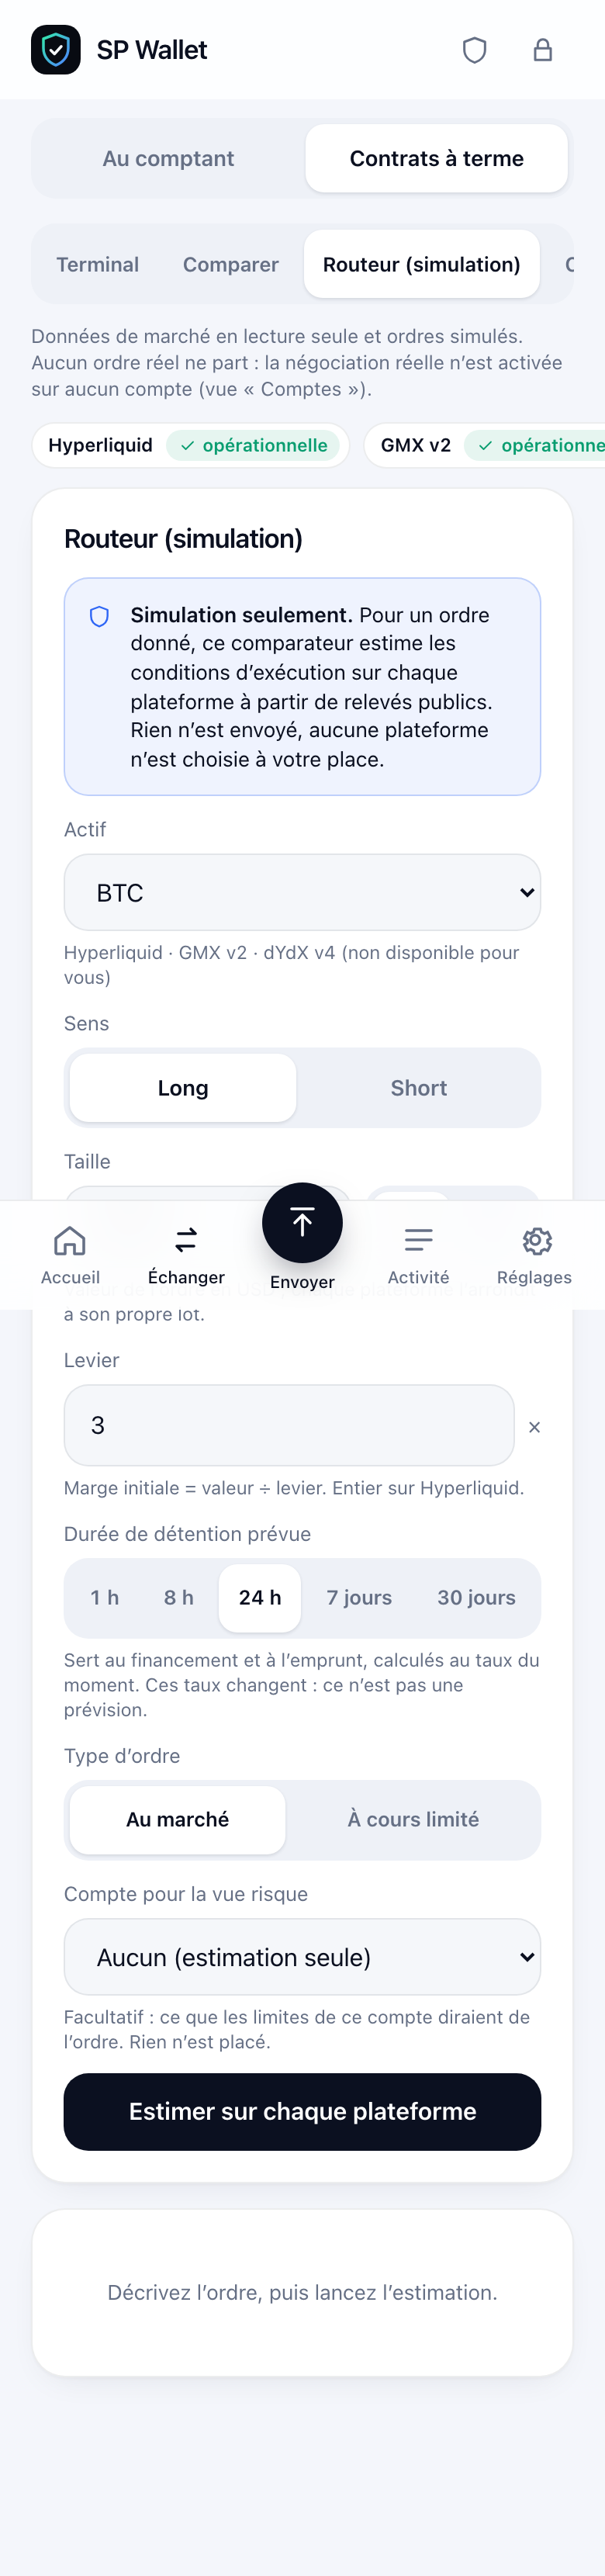 SP Wallet
Au comptant
Contrats à terme
Terminal
Comparer
Routeur (simulation)
Données de marché en lecture seule et ordres simulés.
Aucun ordre réel ne part : la négociation réelle n’est activée
sur aucun compte (vue « Comptes »).
Hyperliquid
opérationnelle
GMX v2
opérationne
Routeur (simulation)
Simulation seulement. Pour un ordre
donné, ce comparateur estime les
conditions d’exécution sur chaque
plateforme à partir de relevés publics.
Rien n’est envoyé, aucune plateforme
n’est choisie à votre place.
Actif
BTC
Hyperliquid · GMX v2 · dYdX v4 (non disponible pour
vous)
Sens
Long
Short
Taille
Accueil
Échanger
Envoyer
Activité
Réglages
à son propre lot.
Levier
3
×
Marge initiale = valeur ÷ levier. Entier sur Hyperliquid.
Durée de détention prévue
1 h
8 h
24 h
7 jours
30 jours
Sert au financement et à l’emprunt, calculés au taux du
moment. Ces taux changent : ce n’est pas une
prévision.
Type d’ordre
Au marché
À cours limité
Compte pour la vue risque
Aucun (estimation seule)
Facultatif : ce que les limites de ce compte diraient de
l’ordre. Rien n’est placé.
Estimer sur chaque plateforme
Décrivez l’ordre, puis lancez l’estimation.